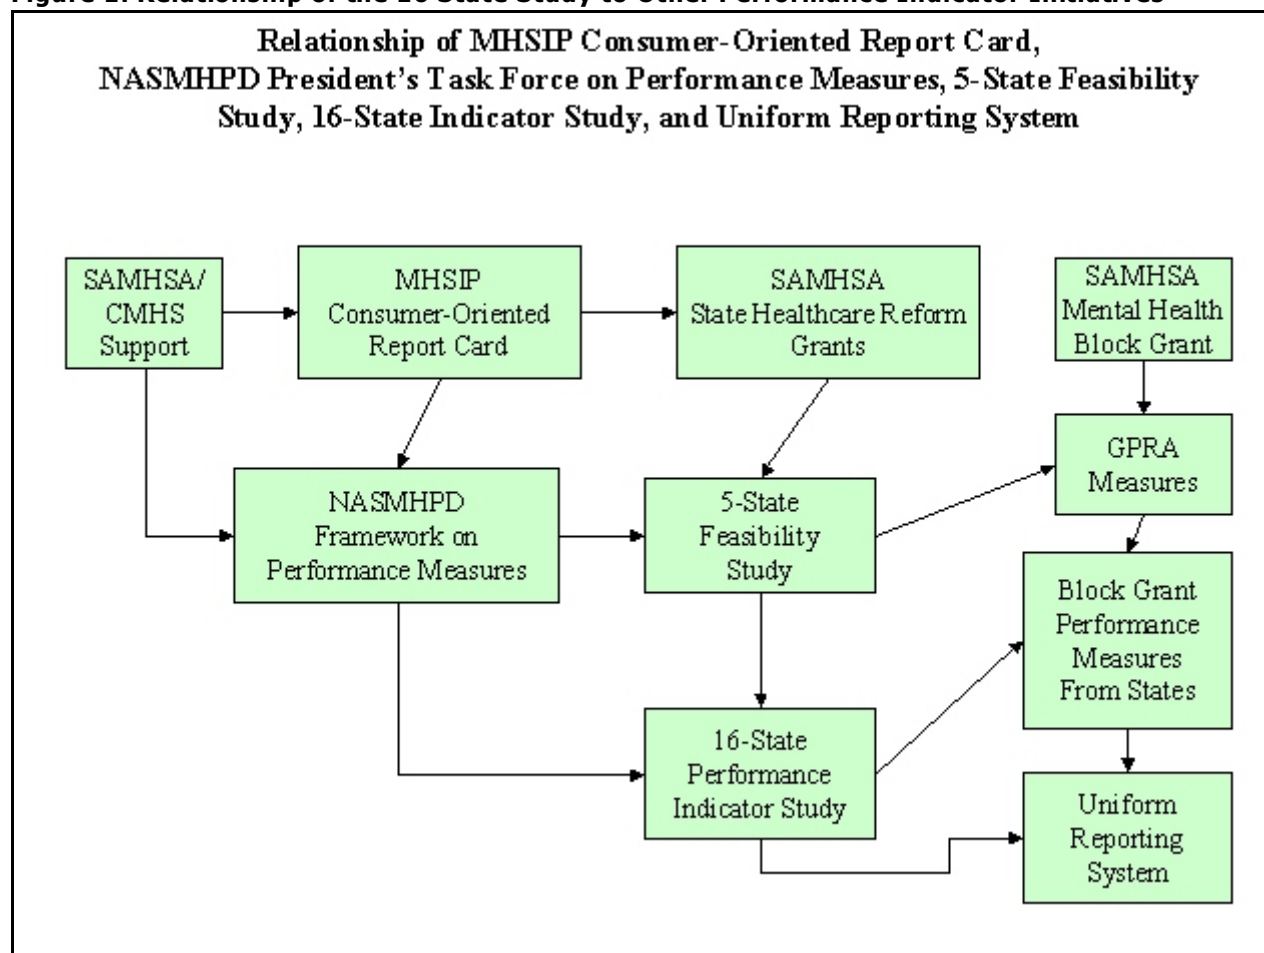 Figure 1. Relationship of the 16 State Study to Other Performance Indicator Initiatives
Relationship of MHSIP Consumer-Oriented Report Card,
NASMHPD President's Task Force on Performance Measures, 5-State Feasibility
Study, 16-State Indicator Study, and Uniform Reporting System
SAMHSA/
CMHS
Support
MHSIP
Consumer-Oriented
Report Card
SAMHSA
State Healthcare Reform
Grants
SAMHSA
Mental Health
Block Grant
GPRA
Measures
NASMHPD
Framework on
Performance Measures
5-State
Feasibility
Study
Block Grant
Performance
Measures
From States
16-State
Performance
Indicator Study
Uniform
Reporting
System